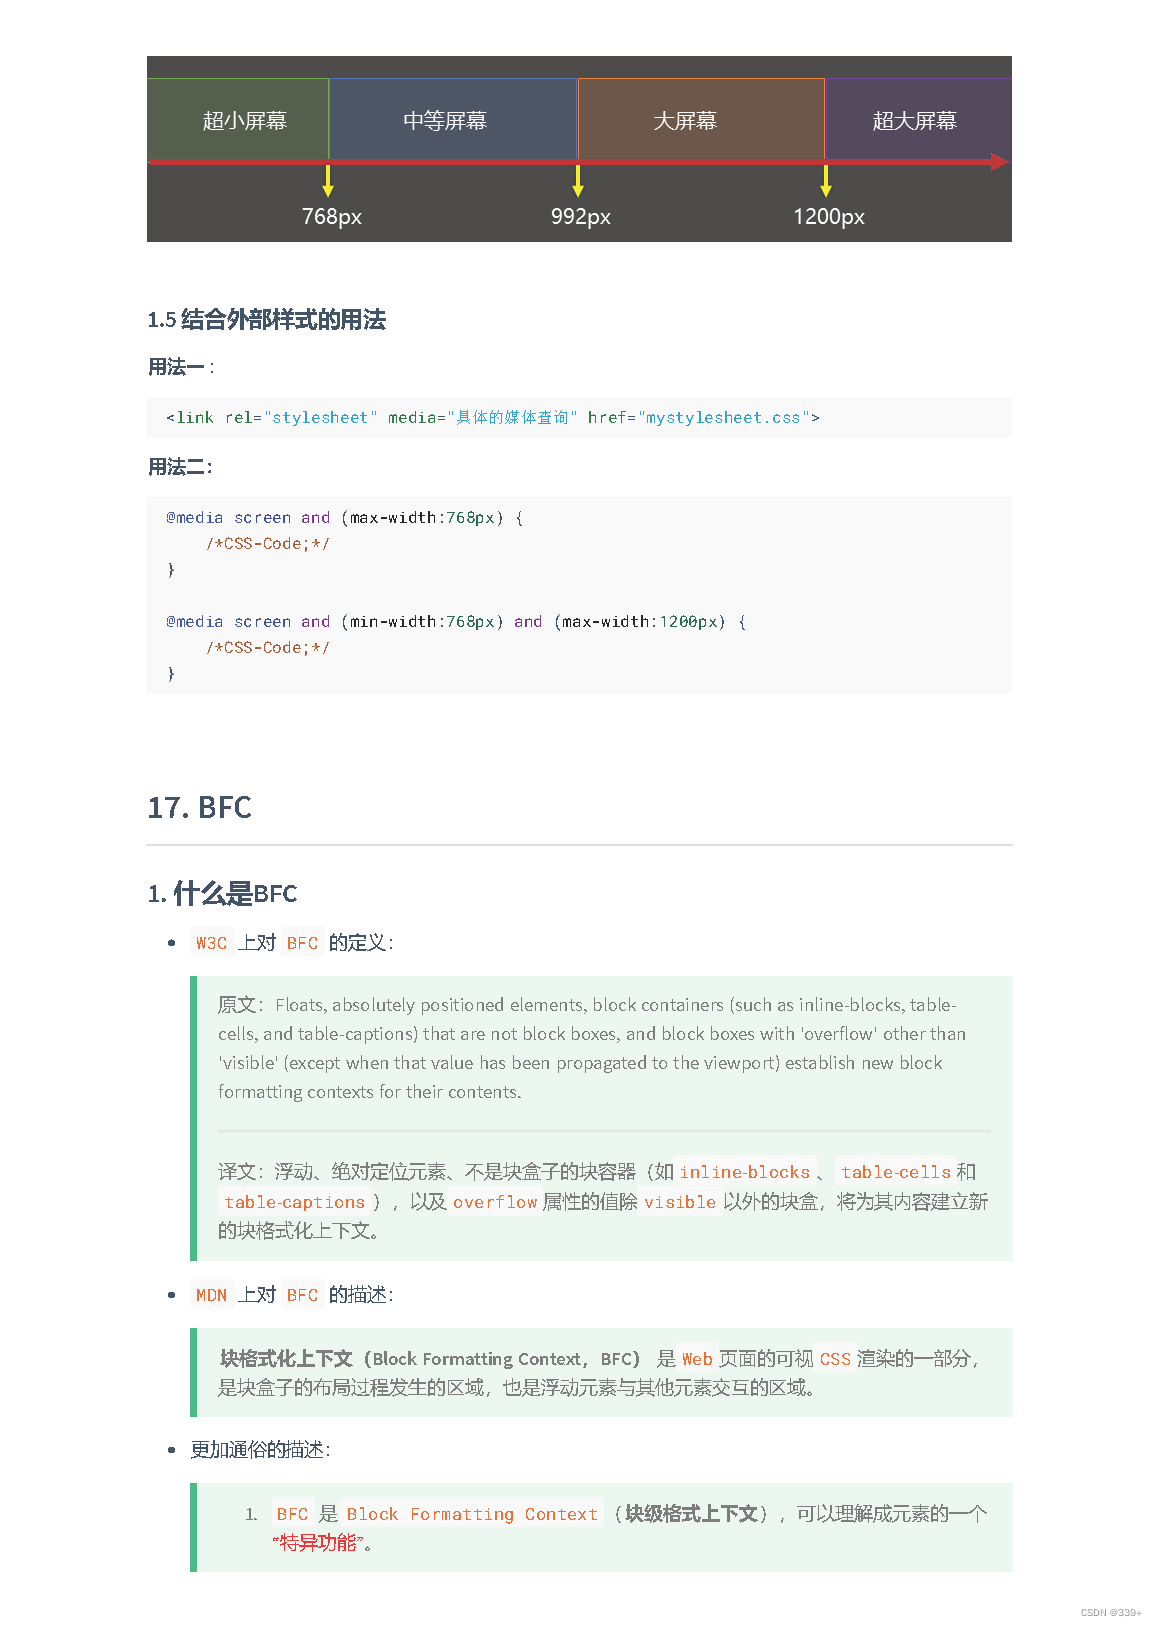 超小屏幕 中等屏幕 大屏幕 超大屏幕
768px 992px 1200px
1.5 结合外部样式的用法
用法一：
<link rel="stylesheet" media="具体的媒体查询" href="mystylesheet.css">
用法二：
@media screen and (max-width:768px) {
/*CSS-Code;*/
}
@media screen and (min-width:768px) and (max-width:1200px) {
/*CSS-Code;*/
}
17. BFC
1. 什么是BFC
• W3C 上对 BFC 的定义：
原文：Floats, absolutely positioned elements, block containers (such as inline-blocks, table-
cells, and table-captions) that are not block boxes, and block boxes with 'overflow' other than
'visible' (except when that value has been propagated to the viewport) establish new block
formatting contexts for their contents.
译文：浮动、绝对定位元素、不是块盒子的块容器（如 inline-blocks 、 table-cells 和
table-captions ），以及 overflow 属性的值除 visible 以外的块盒，将为其内容建立新
的块格式化上下文。
• MDN 上对 BFC 的描述：
块格式化上下文（Block Formatting Context，BFC） 是 Web 页面的可视 CSS 渲染的一部分，
是块盒子的布局过程发生的区域，也是浮动元素与其他元素交互的区域。
• 更加通俗的描述：
1. BFC 是 Block Formatting Context （块级格式上下文），可以理解成元素的一个
“特异功能”。
CSDN @339+